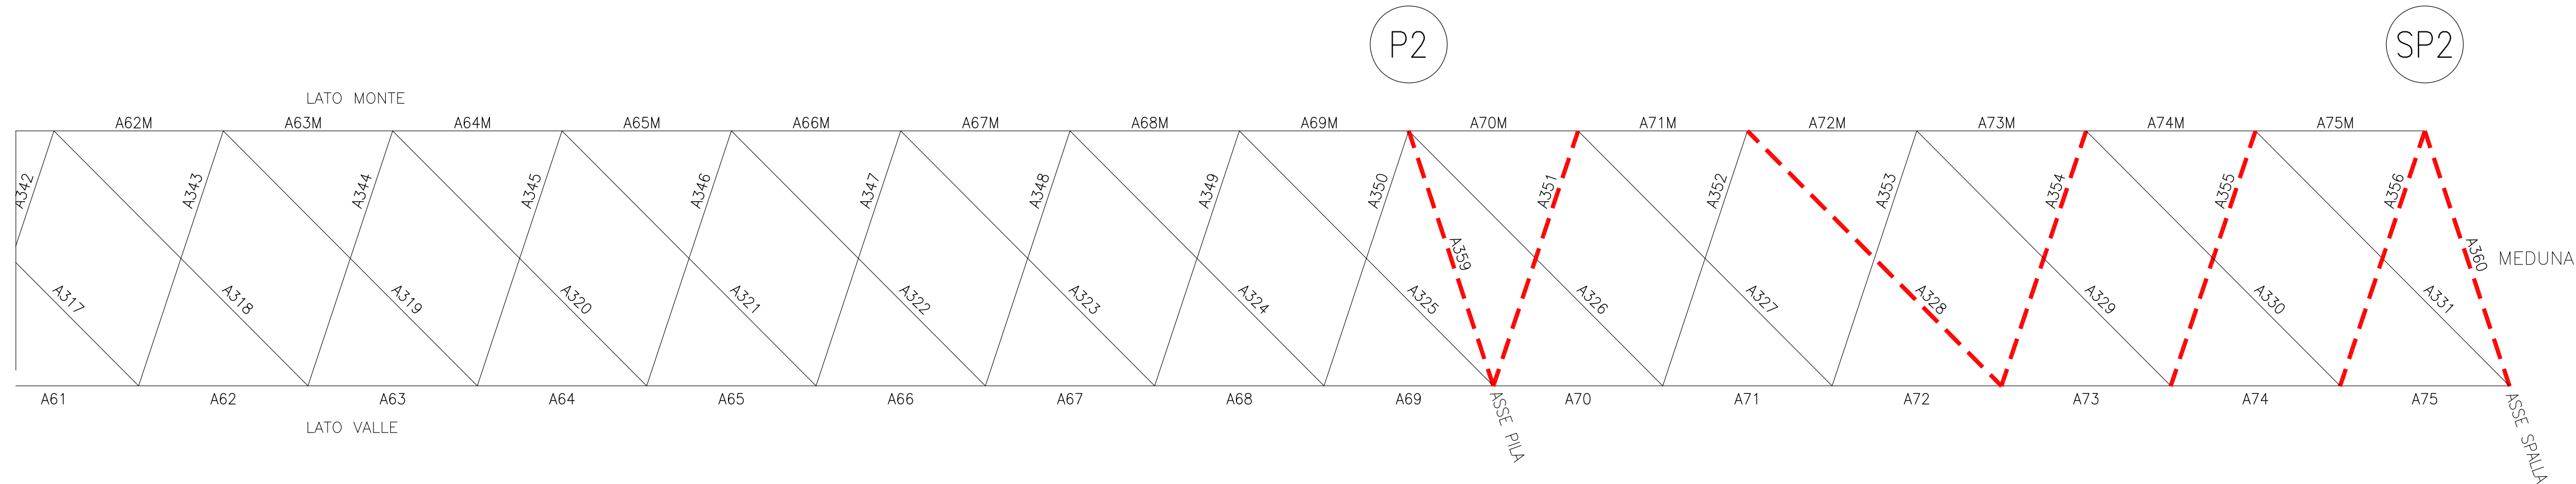 P2
SP2
LATO MONTE
A62M A63M A64M A65M A66M A67M A68M A69M A70M A71M A72M A73M A74M A75M
A342 A343 A344 A345 A346 A347 A348 A349 A350 A351 A352 A353 A354 A355 A356
A359 A360 MEDUNA
A317 A318 A319 A320 A321 A322 A323 A324 A325 A326 A327 A328 A329 A330 A331
A61 A62 A63 A64 A65 A66 A67 A68 A69 A70 A71 A72 A73 A74 A75
LATO VALLE
ASSE PILA
ASSE SPALLA